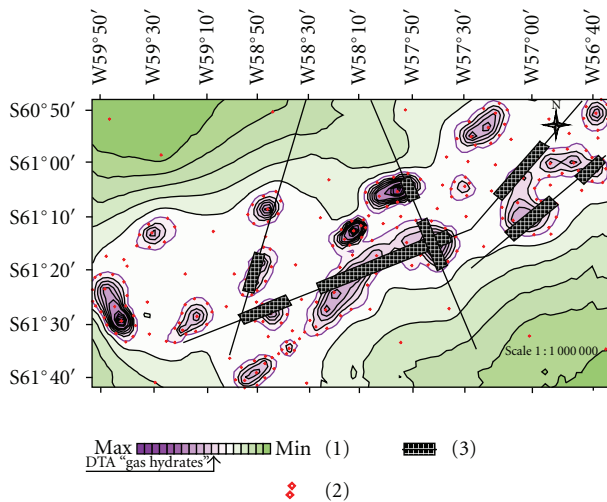 W59°50′ W59°30′ W59°10′ W58°50′ W58°30′ W58°10′ W57°50′ W57°30′ W57°00′ W56°40′
S60°50′
N
S61°00′
S61°10′
S61°20′
S61°30′
Scale 1 : 1 000 000
S61°40′
Max Min (1) (3)
DTA “gas hydrates”
(2)